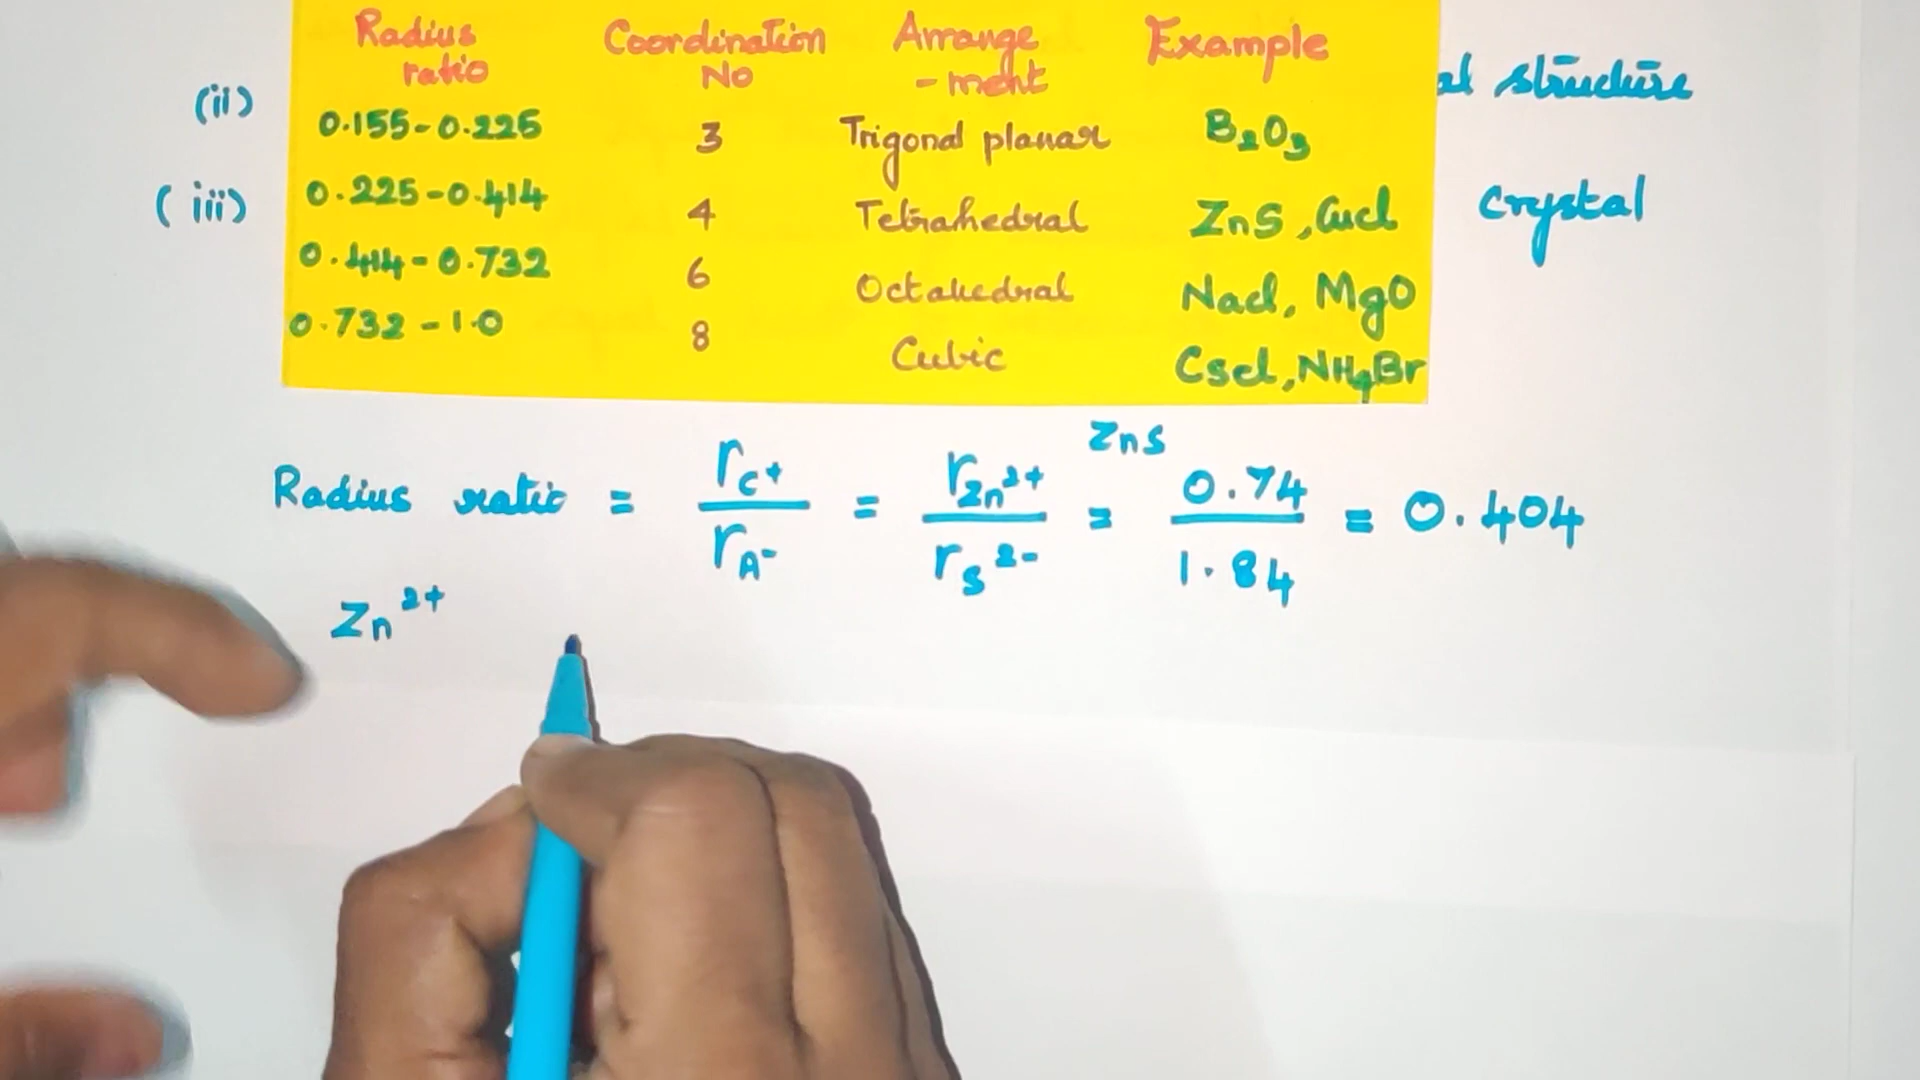 Radius ratio Coordination No Arrange-ment Example
(ii) 0.155-0.225 3 Trigonal planar B2O3 al structure
(iii) 0.225-0.414 4 Tetrahedral ZnS, Cucl Crystal
0.414-0.732 6 Octahedral Nacl, MgO
0.732-1.0 8 Cubic Cscl, NH4Br
ZnS
Radius ratio = rC+ / rA- = rZn2+ / rS2- = 0.74 / 1.84 = 0.404
Zn2+